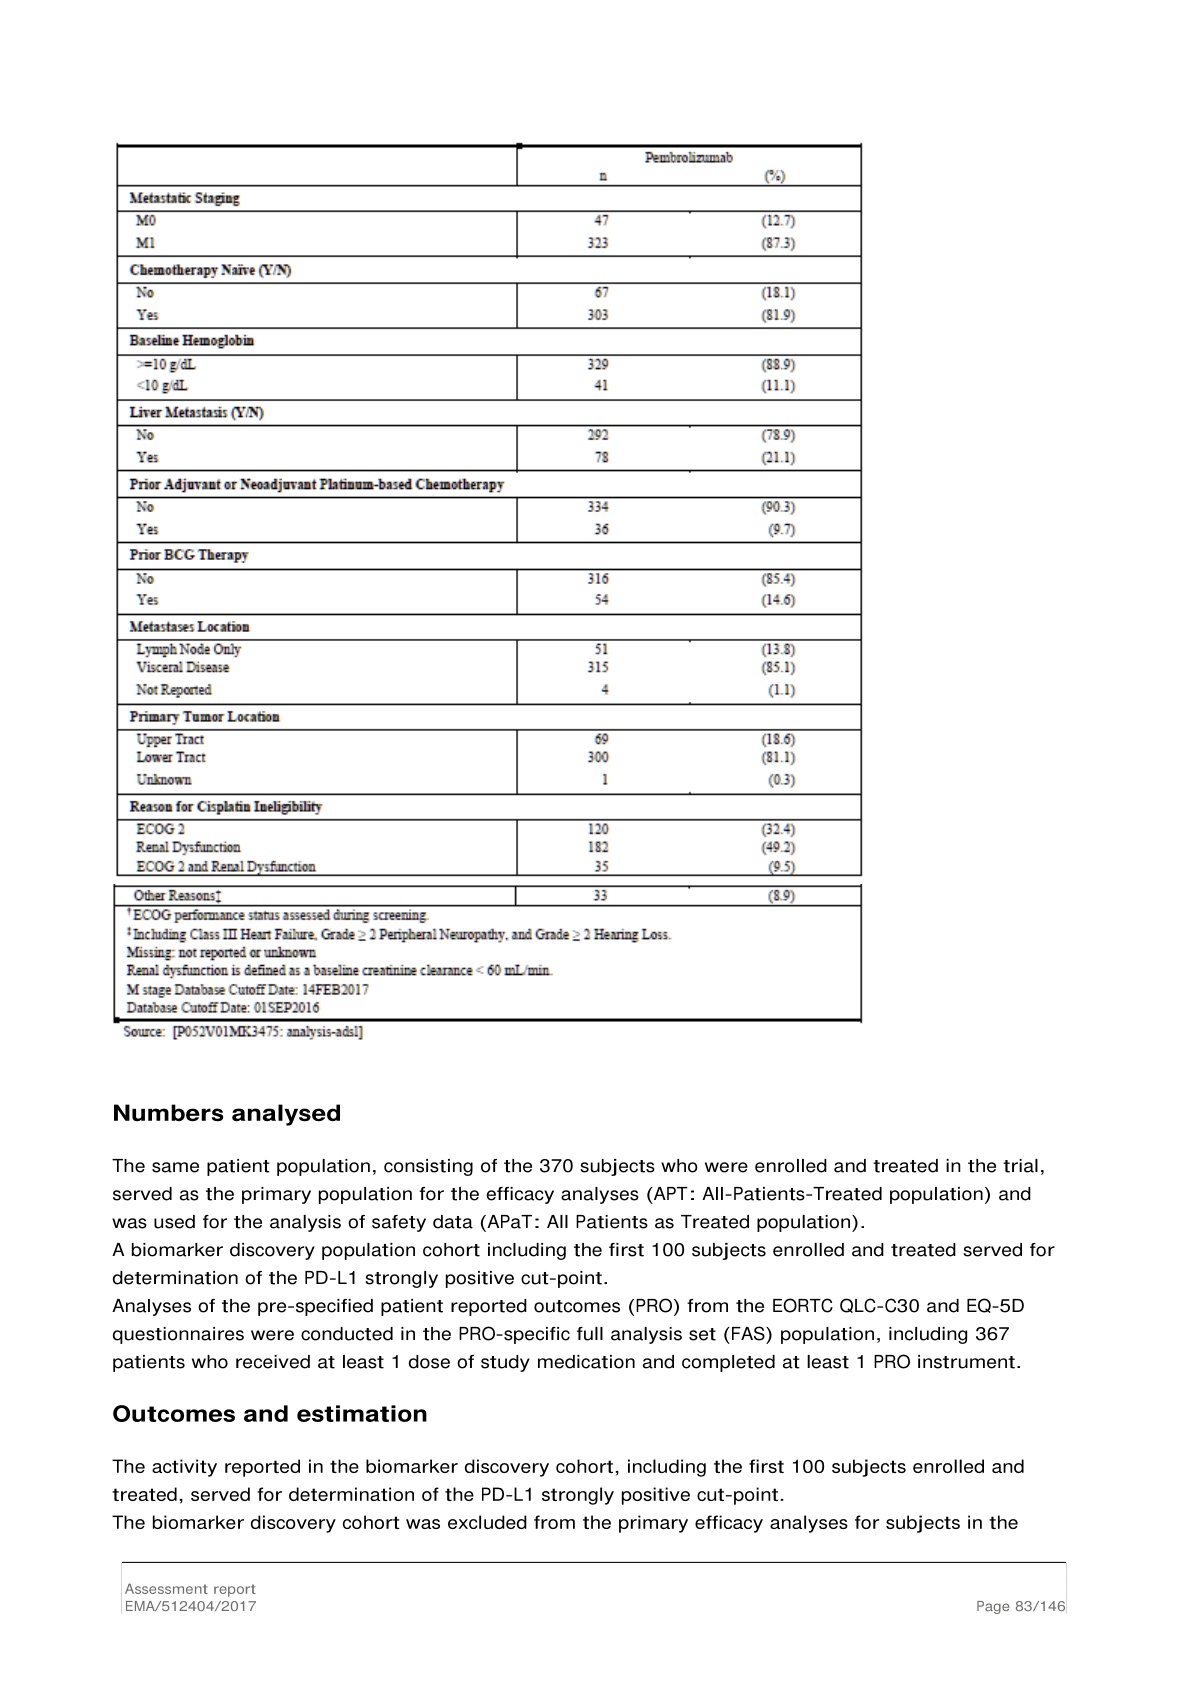 Pembrolizumab
n (%)
Metastatic Staging
M0 47 (12.7)
M1 323 (87.3)
Chemotherapy Naïve (Y/N)
No 67 (18.1)
Yes 303 (81.9)
Baseline Hemoglobin
>=10 g/dL 329 (88.9)
<10 g/dL 41 (11.1)
Liver Metastasis (Y/N)
No 292 (78.9)
Yes 78 (21.1)
Prior Adjuvant or Neoadjuvant Platinum-based Chemotherapy
No 334 (90.3)
Yes 36 (9.7)
Prior BCG Therapy
No 316 (85.4)
Yes 54 (14.6)
Metastases Location
Lymph Node Only 51 (13.8)
Visceral Disease 315 (85.1)
Not Reported 4 (1.1)
Primary Tumor Location
Upper Tract 69 (18.6)
Lower Tract 300 (81.1)
Unknown 1 (0.3)
Reason for Cisplatin Ineligibility
ECOG 2 120 (32.4)
Renal Dysfunction 182 (49.2)
ECOG 2 and Renal Dysfunction 35 (9.5)
Other Reasons‡ 33 (8.9)
†ECOG performance status assessed during screening.
‡Including Class III Heart Failure, Grade ≥ 2 Peripheral Neuropathy, and Grade ≥ 2 Hearing Loss.
Missing: not reported or unknown
Renal dysfunction is defined as a baseline creatinine clearance < 60 mL/min.
M stage Database Cutoff Date: 14FEB2017
Database Cutoff Date: 01SEP2016
Source: [P052V01MK3475: analysis-adsl]
Numbers analysed
The same patient population, consisting of the 370 subjects who were enrolled and treated in the trial,
served as the primary population for the efficacy analyses (APT: All-Patients-Treated population) and
was used for the analysis of safety data (APaT: All Patients as Treated population).
A biomarker discovery population cohort including the first 100 subjects enrolled and treated served for
determination of the PD-L1 strongly positive cut-point.
Analyses of the pre-specified patient reported outcomes (PRO) from the EORTC QLC-C30 and EQ-5D
questionnaires were conducted in the PRO-specific full analysis set (FAS) population, including 367
patients who received at least 1 dose of study medication and completed at least 1 PRO instrument.
Outcomes and estimation
The activity reported in the biomarker discovery cohort, including the first 100 subjects enrolled and
treated, served for determination of the PD-L1 strongly positive cut-point.
The biomarker discovery cohort was excluded from the primary efficacy analyses for subjects in the
Assessment report
EMA/512404/2017 Page 83/146